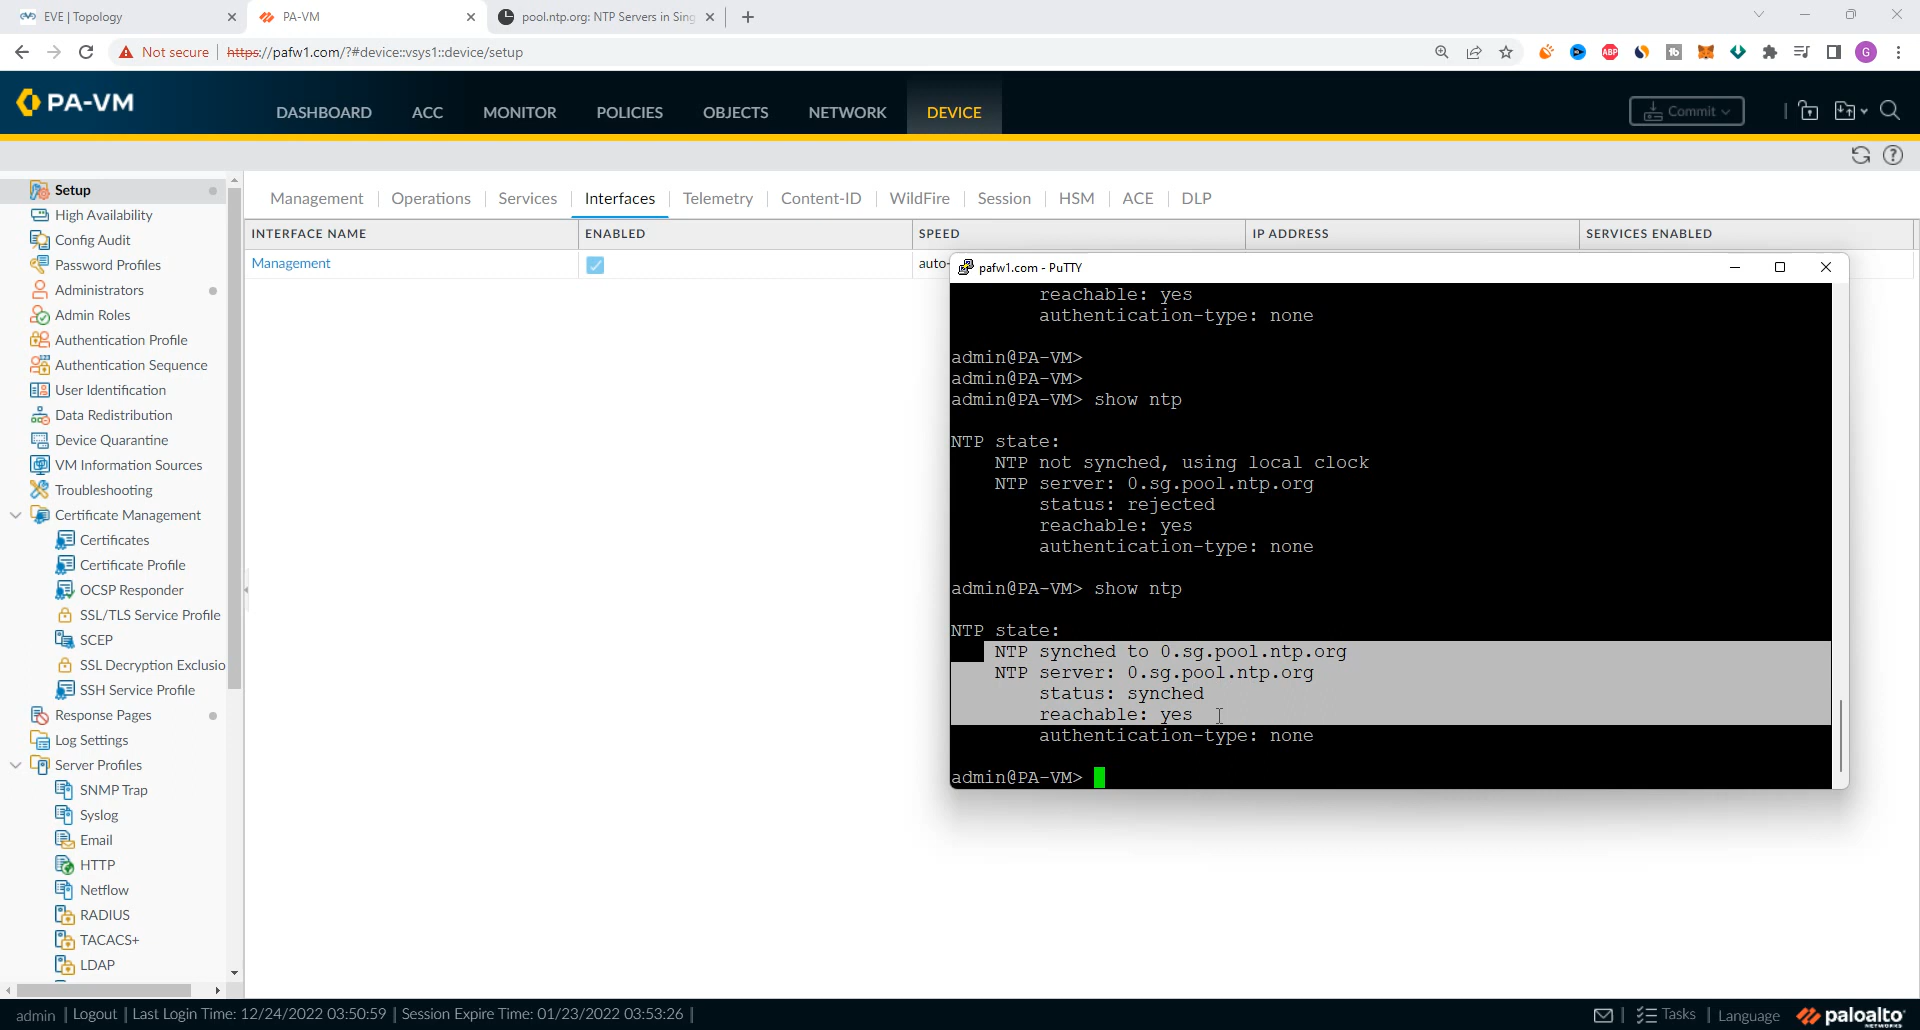 EVE | Topology
PA-VM
pool.ntp.org: NTP Servers in Sing
Not secure
https://pafw1.com/?#device::vsys1::device/setup
ABP
tb
G
PA-VM
DASHBOARD
ACC
MONITOR
POLICIES
OBJECTS
NETWORK
DEVICE
Commit
Setup
High Availability
Config Audit
Password Profiles
Administrators
Admin Roles
Authentication Profile
Authentication Sequence
User Identification
Data Redistribution
Device Quarantine
VM Information Sources
Troubleshooting
Certificate Management
Certificates
Certificate Profile
OCSP Responder
SSL/TLS Service Profile
SCEP
SSL Decryption Exclusio
SSH Service Profile
Response Pages
Log Settings
Server Profiles
SNMP Trap
Syslog
Email
HTTP
Netflow
RADIUS
TACACS+
LDAP
Management
Operations
Services
Interfaces
Telemetry
Content-ID
WildFire
Session
HSM
ACE
DLP
INTERFACE NAME
ENABLED
SPEED
IP ADDRESS
SERVICES ENABLED
Management
auto-
pafw1.com - PuTTY
reachable: yes
authentication-type: none
admin@PA-VM>
admin@PA-VM>
admin@PA-VM> show ntp
NTP state:
NTP not synched, using local clock
NTP server: 0.sg.pool.ntp.org
status: rejected
reachable: yes
authentication-type: none
admin@PA-VM> show ntp
NTP state:
NTP synched to 0.sg.pool.ntp.org
NTP server: 0.sg.pool.ntp.org
status: synched
reachable: yes
authentication-type: none
admin@PA-VM>
admin | Logout | Last Login Time: 12/24/2022 03:50:59 | Session Expire Time: 01/23/2022 03:53:26 |
Tasks | Language
paloalto
NETWORKS